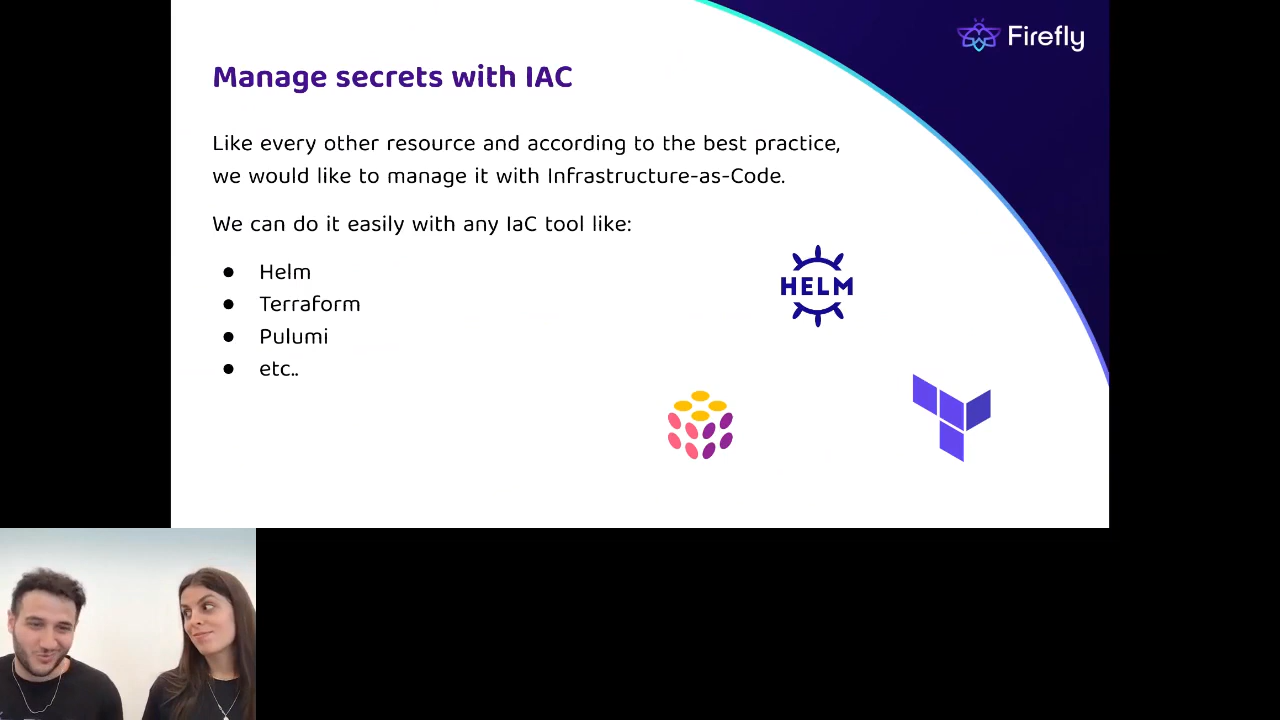 Firefly
Manage secrets with IAC
Like every other resource and according to the best practice,
we would like to manage it with Infrastructure-as-Code.
We can do it easily with any IaC tool like:
● Helm
● Terraform
● Pulumi
● etc..
HELM